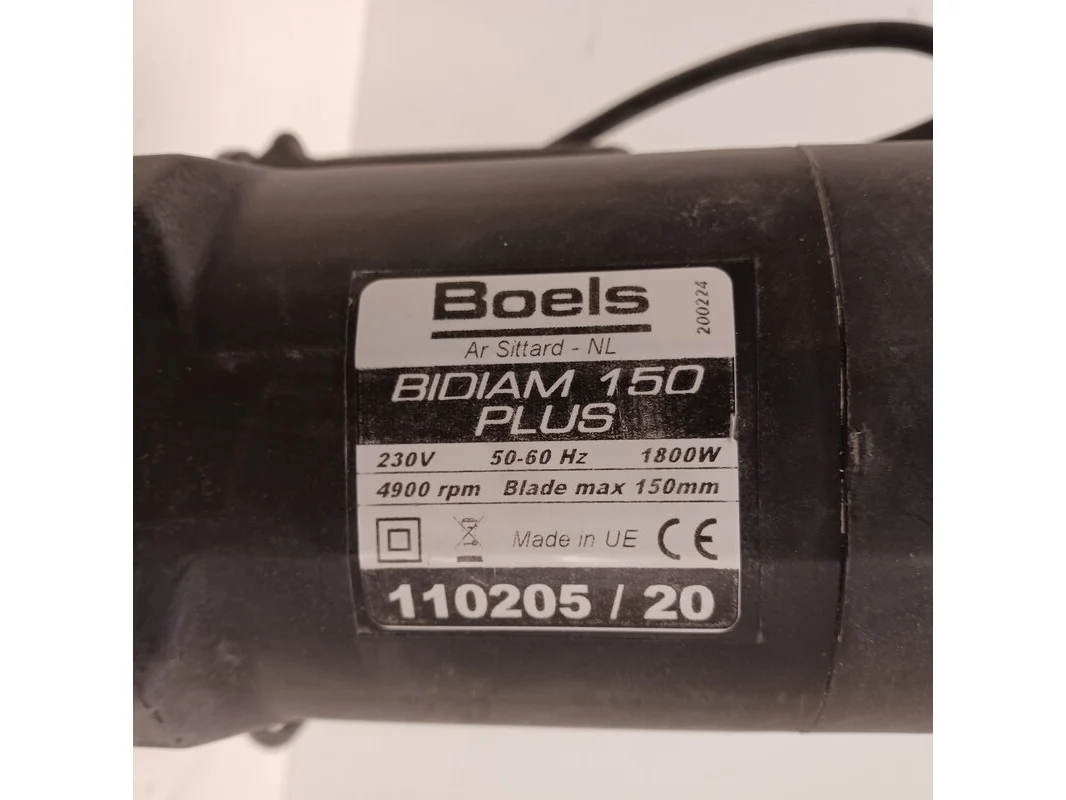 Boels
200224
Ar Sittard - NL
BIDIAM 150
PLUS
230V 50-60 Hz 1800W
4900 rpm Blade max 150mm
Made in UE CE
110205 / 20